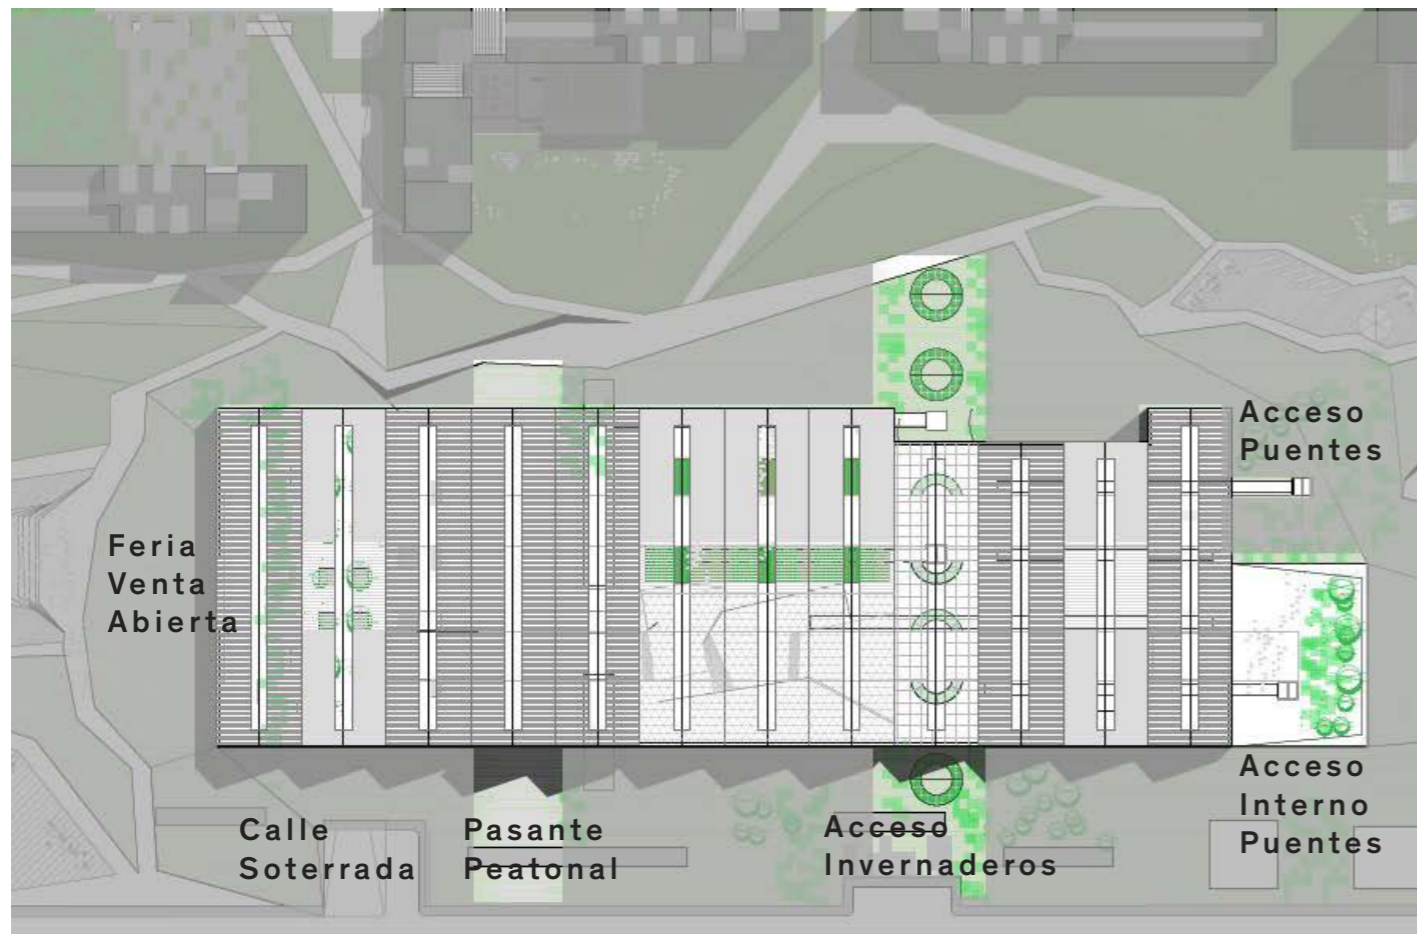 Acceso
Puentes
Feria
Venta
Abierta
Calle
Soterrada
Pasante
Peatonal
Acceso
Invernaderos
Acceso
Interno
Puentes